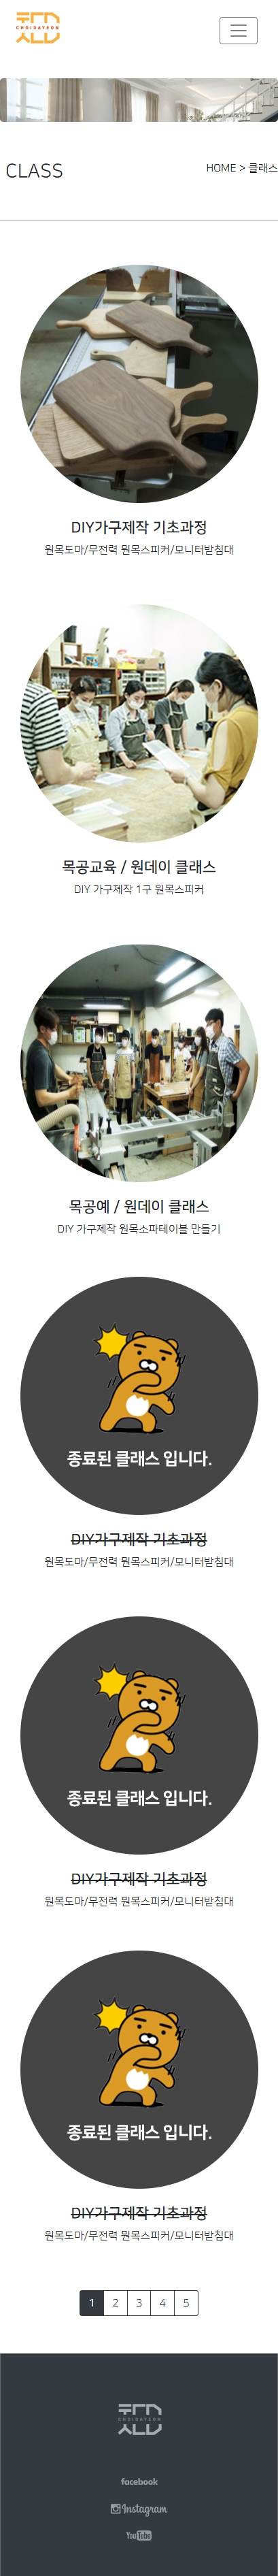 CLASS
HOME > 클래스
DIY가구제작 기초과정
원목도마/무전력 원목스피커/모니터받침대
목공교육 / 원데이 클래스
DIY 가구제작 1구 원목스피커
목공예 / 원데이 클래스
DIY 가구제작 원목소파테이블 만들기
종료된 클래스 입니다.
DIY가구제작 기초과정
원목도마/무전력 원목스피커/모니터받침대
종료된 클래스 입니다.
DIY가구제작 기초과정
원목도마/무전력 원목스피커/모니터받침대
종료된 클래스 입니다.
DIY가구제작 기초과정
원목도마/무전력 원목스피커/모니터받침대
1 2 3 4 5
facebook
Instagram
YouTube